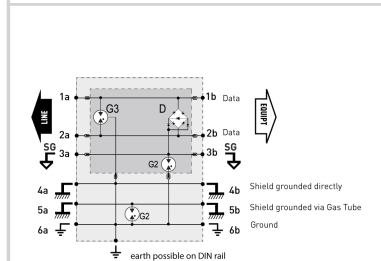 1a 1b Data
G3 D
LINE EQUIPT
2a 2b Data
SG SG
3a 3b
G2
4a 4b Shield grounded directly
5a 5b Shield grounded via Gas Tube
G2
6a 6b Ground
earth possible on DIN rail